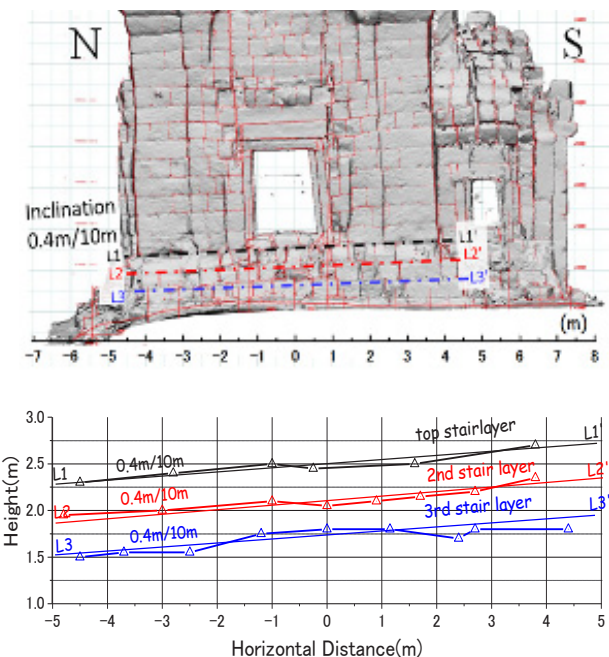 N S
Inclination
0.4m/10m
L1 L1'
L2 L2'
L3 L3'
(m)
-7 -6 -5 -4 -3 -2 -1 0 1 2 3 4 5 6 7 8
3.0
top stairlayer L1'
2.5
L1 0.4m/10m 2nd stair layer L2'
0.4m/10m
2.0
L2 3rd stair layer L3'
0.4m/10m
L3
1.5
1.0
Height(m)
-5 -4 -3 -2 -1 0 1 2 3 4 5
Horizontal Distance(m)